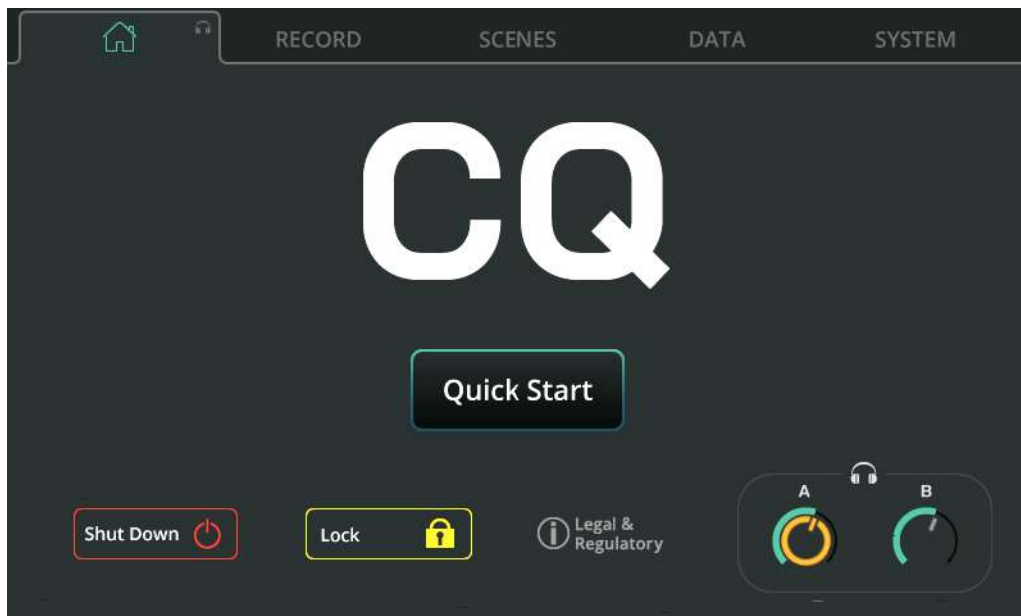 RECORD
SCENES
DATA
SYSTEM
CQ
Quick Start
Shut Down
Lock
Legal &
Regulatory
A
B